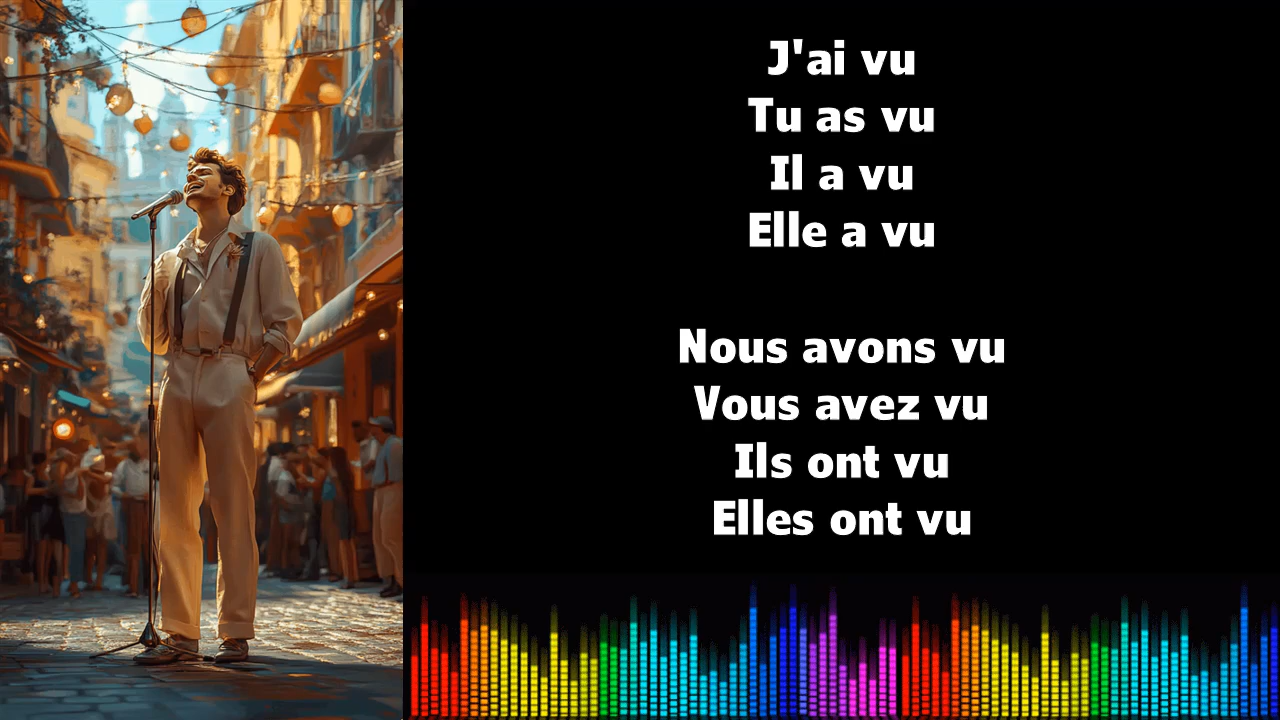 J'ai vu
Tu as vu
Il a vu
Elle a vu
Nous avons vu
Vous avez vu
Ils ont vu
Elles ont vu